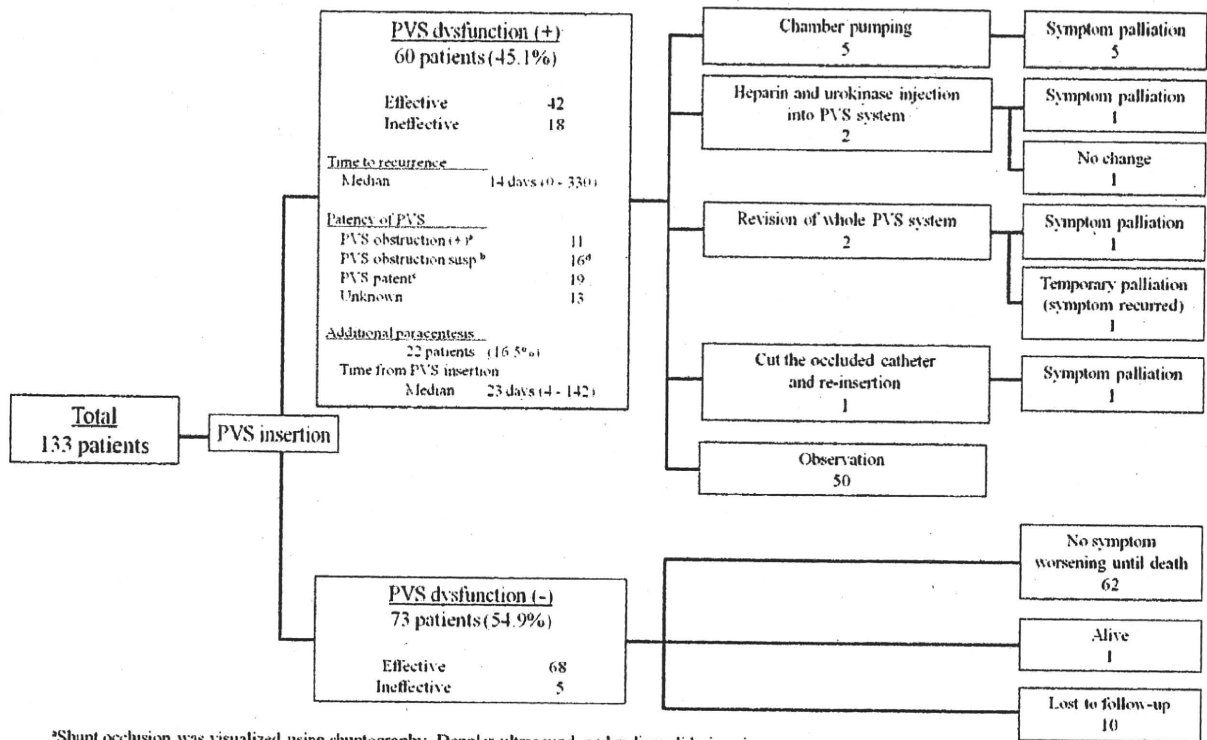 Total
133 patients
PVS insertion
PVS dysfunction (+)
60 patients (45.1%)
Effective 42
Ineffective 18
Time to recurrence
Median 14 days (0 - 330)
Patency of PVS
PVS obstruction (+)ᵃ 11
PVS obstruction susp ᵇ 16ᵈ
PVS patentᶜ 19
Unknown 13
Additional paracentesis
22 patients (16.5%)
Time from PVS insertion
Median 23 days (4 - 142)
Chamber pumping
5
Symptom palliation
5
Heparin and urokinase injection
into PVS system
2
Symptom palliation
1
No change
1
Revision of whole PVS system
2
Symptom palliation
1
Temporary palliation
(symptom recurred)
1
Cut the occluded catheter
and re-insertion
1
Symptom palliation
1
Observation
50
PVS dysfunction (-)
73 patients (54.9%)
Effective 68
Ineffective 5
No symptom
worsening until death
62
Alive
1
Lost to follow-up
10
ᵃShunt occlusion was visualized using shuntography, Doppler ultrasound,